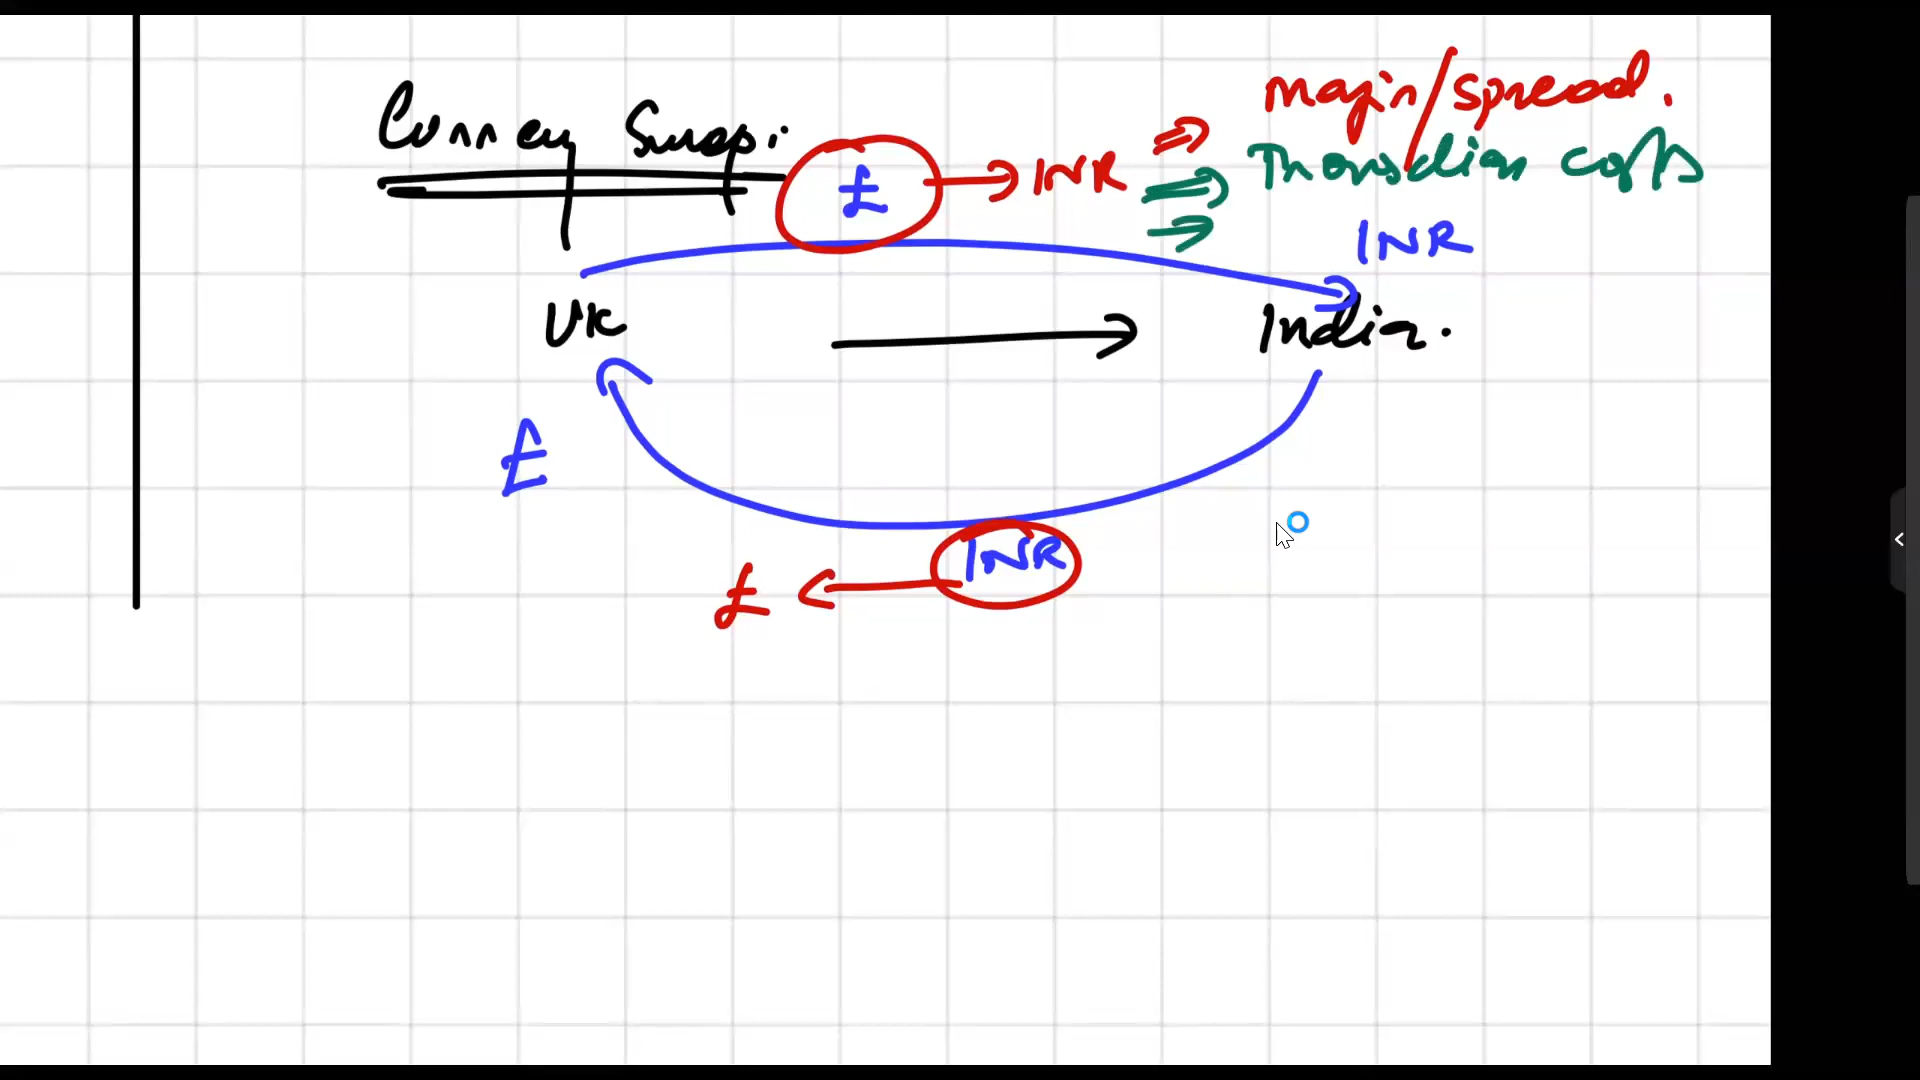 Currency Swap:
Margin/Spread.
£ → INR ⇒ Transaction costs
INR
UK → India.
£
INR
£ ←